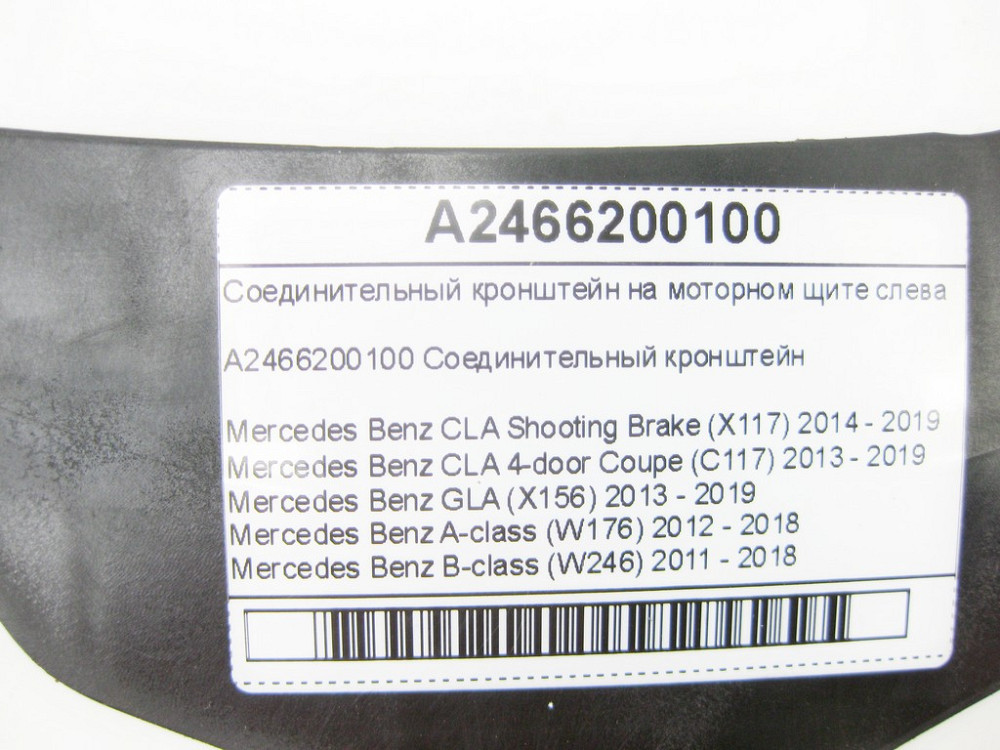 A2466200100
Соединительный кронштейн на моторном щите слева
A2466200100 Соединительный кронштейн
Mercedes Benz CLA Shooting Brake (X117) 2014 - 2019
Mercedes Benz CLA 4-door Coupe (C117) 2013 - 2019
Mercedes Benz GLA (X156) 2013 - 2019
Mercedes Benz A-class (W176) 2012 - 2018
Mercedes Benz B-class (W246) 2011 - 2018